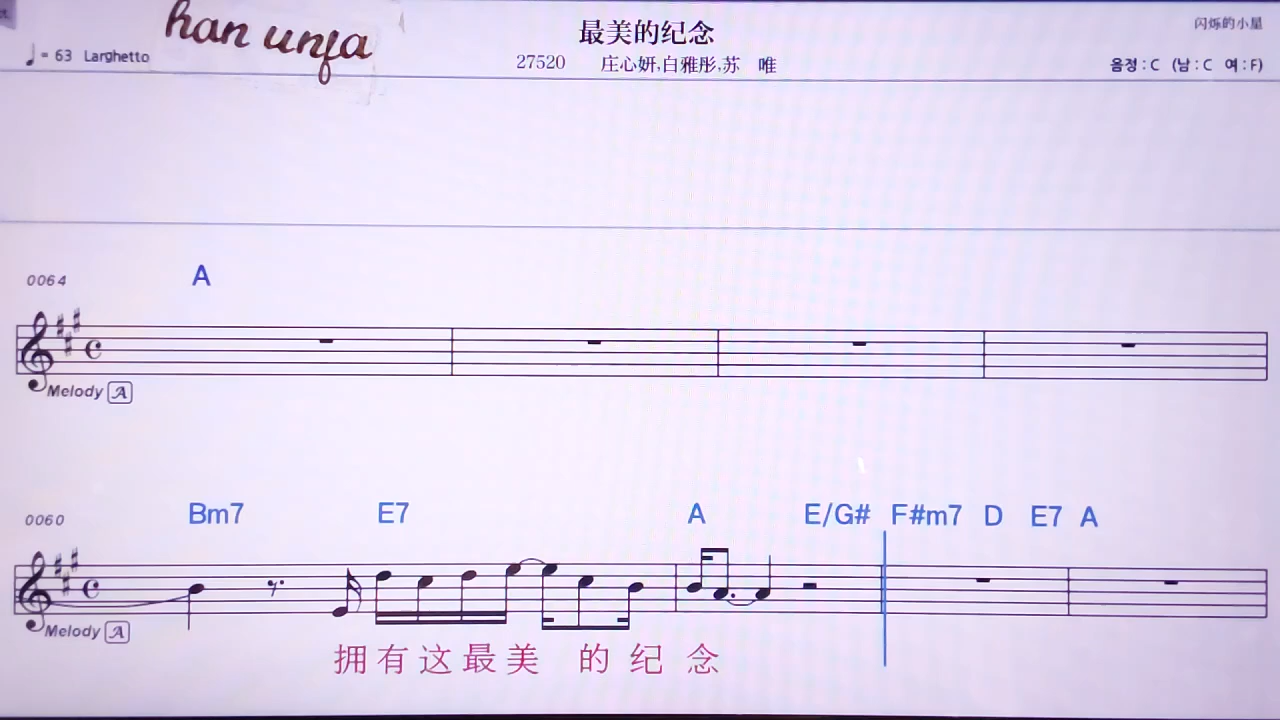 han unja
最美的纪念
闪烁的小星
♩ = 63 Larghetto
27520 庄心妍,白雅彤,苏 唯
음정 : C (남 : C 여 : F)
0064 A
Melody A
0060 Bm7 E7 A E/G# F#m7 D E7 A
Melody A
拥有这最美 的 纪 念